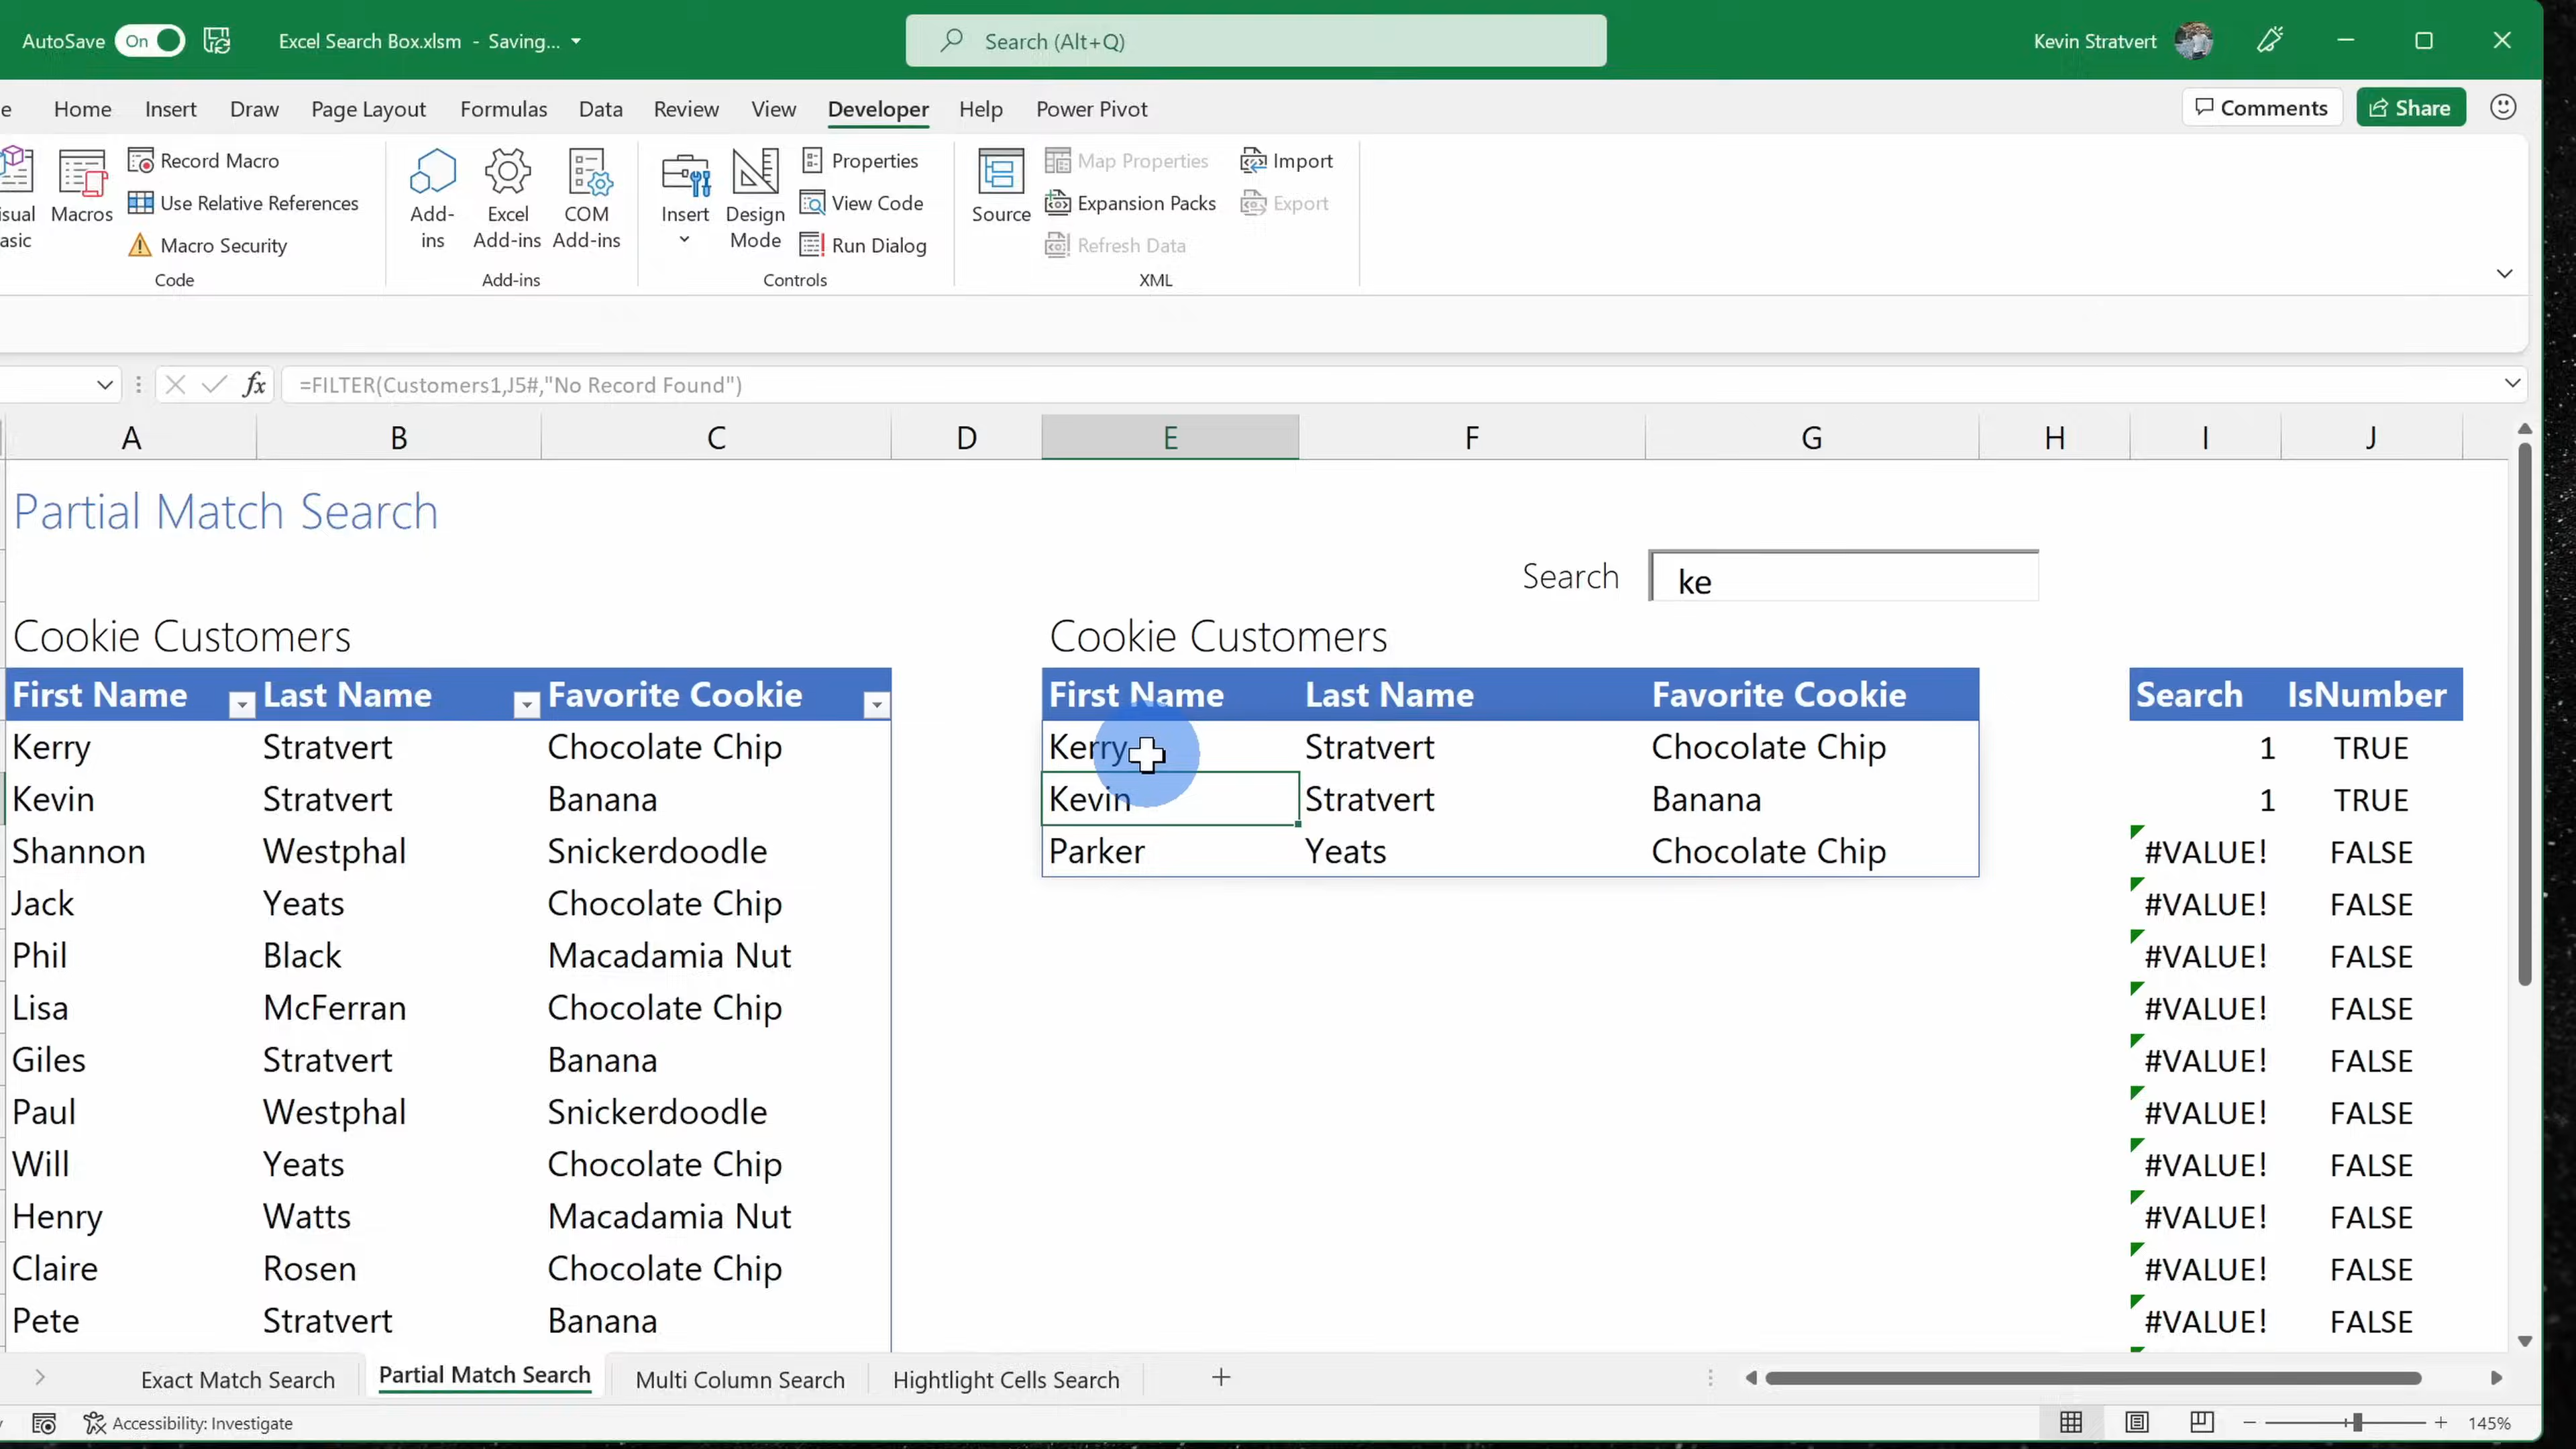 AutoSave On Excel Search Box.xlsm - Saving... Search (Alt+Q) Kevin Stratvert
e Home Insert Draw Page Layout Formulas Data Review View Developer Help Power Pivot Comments Share
isual
asic
Macros
Record Macro
Use Relative References
Macro Security
Code
Add-
ins
Excel
Add-ins
COM
Add-ins
Add-ins
Insert
Design
Mode
Properties
View Code
Run Dialog
Controls
Source
Map Properties
Expansion Packs
Refresh Data
Import
Export
XML
fx =FILTER(Customers1,J5#,"No Record Found")
A B C D E F G H I J
Partial Match Search
Search ke
Cookie Customers Cookie Customers
First Name Last Name Favorite Cookie First Name Last Name Favorite Cookie Search IsNumber
Kerry Stratvert Chocolate Chip Kerry Stratvert Chocolate Chip 1 TRUE
Kevin Stratvert Banana Kevin Stratvert Banana 1 TRUE
Shannon Westphal Snickerdoodle Parker Yeats Chocolate Chip #VALUE! FALSE
Jack Yeats Chocolate Chip #VALUE! FALSE
Phil Black Macadamia Nut #VALUE! FALSE
Lisa McFerran Chocolate Chip #VALUE! FALSE
Giles Stratvert Banana #VALUE! FALSE
Paul Westphal Snickerdoodle #VALUE! FALSE
Will Yeats Chocolate Chip #VALUE! FALSE
Henry Watts Macadamia Nut #VALUE! FALSE
Claire Rosen Chocolate Chip #VALUE! FALSE
Pete Stratvert Banana #VALUE! FALSE
Exact Match Search Partial Match Search Multi Column Search Hightlight Cells Search
Accessibility: Investigate 145%